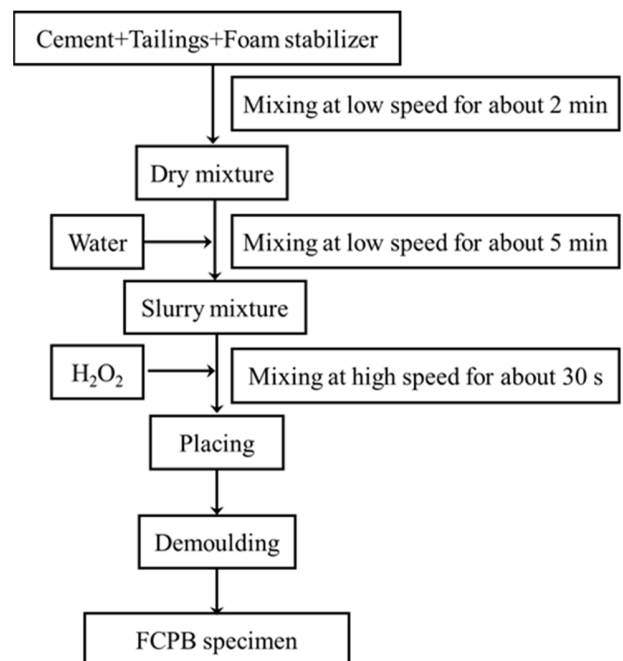 Cement+Tailings+Foam stabilizer
Mixing at low speed for about 2 min
Dry mixture
Water
Mixing at low speed for about 5 min
Slurry mixture
H₂O₂
Mixing at high speed for about 30 s
Placing
Demoulding
FCPB specimen